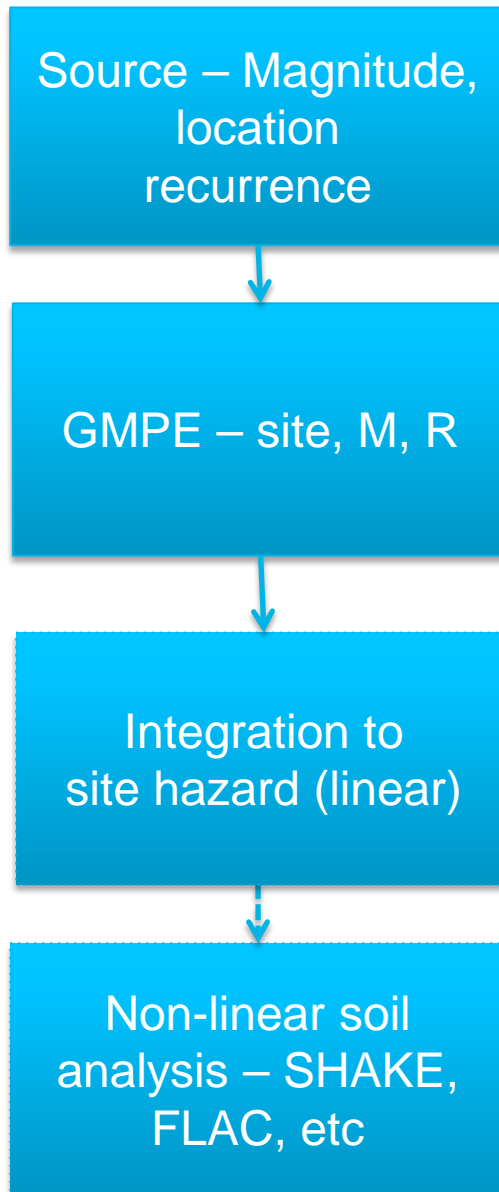 Source – Magnitude,
location
recurrence
GMPE – site, M, R
Integration to
site hazard (linear)
Non-linear soil
analysis – SHAKE,
FLAC, etc